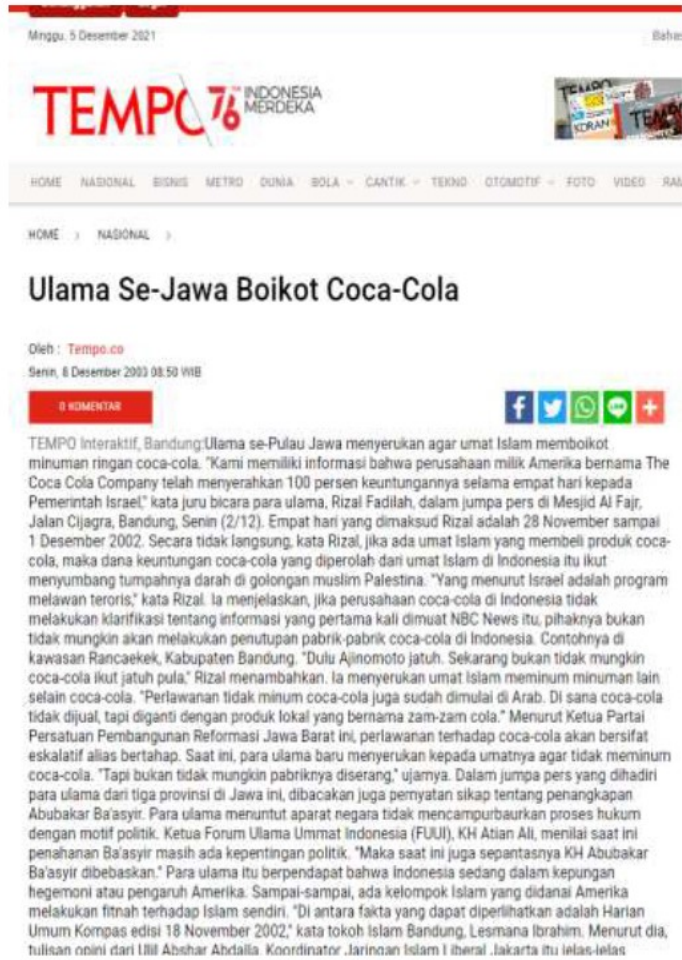 Minggu, 5 Desember 2021
TEMPO 76 INDONESIA
MERDEKA
TEMPO
KORAN
HOME NASIONAL BISNIS METRO DUNIA BOLA CANTIK TEKNO OTOMOTIF FOTO VIDEO
HOME > NASIONAL >
Ulama Se-Jawa Boikot Coca-Cola
Oleh : Tempo.co
Senin, 8 Desember 2003 08:50 WIB
0 KOMENTAR
TEMPO Interaktif, Bandung:Ulama se-Pulau Jawa menyerukan agar umat Islam memboikot
minuman ringan coca-cola. "Kami memiliki informasi bahwa perusahaan milik Amerika bernama The
Coca Cola Company telah menyerahkan 100 persen keuntungannya selama empat hari kepada
Pemerintah Israel," kata juru bicara para ulama, Rizal Fadilah, dalam jumpa pers di Mesjid Al Fajr,
Jalan Cijagra, Bandung, Senin (2/12). Empat hari yang dimaksud Rizal adalah 28 November sampai
1 Desember 2002. Secara tidak langsung, kata Rizal, jika ada umat Islam yang membeli produk coca-
cola, maka dana keuntungan coca-cola yang diperolah dari umat Islam di Indonesia itu ikut
menyumbang tumpahnya darah di golongan muslim Palestina. "Yang menurut Israel adalah program
melawan teroris," kata Rizal. Ia menjelaskan, jika perusahaan coca-cola di Indonesia tidak
melakukan klarifikasi tentang informasi yang pertama kali dimuat NBC News itu, pihaknya bukan
tidak mungkin akan melakukan penutupan pabrik-pabrik coca-cola di Indonesia. Contohnya di
kawasan Rancaekek, Kabupaten Bandung. "Dulu Ajinomoto jatuh. Sekarang bukan tidak mungkin
coca-cola ikut jatuh pula," Rizal menambahkan. Ia menyerukan umat Islam meminum minuman lain
selain coca-cola. "Perlawanan tidak minum coca-cola juga sudah dimulai di Arab. Di sana coca-cola
tidak dijual, tapi diganti dengan produk lokal yang bernama zam-zam cola." Menurut Ketua Partai
Persatuan Pembangunan Reformasi Jawa Barat ini, perlawanan terhadap coca-cola akan bersifat
eskalatif alias bertahap. Saat ini, para ulama baru menyerukan kepada umatnya agar tidak meminum
coca-cola. "Tapi bukan tidak mungkin pabriknya diserang," ujarnya. Dalam jumpa pers yang dihadiri
para ulama dari tiga provinsi di Jawa ini, dibacakan juga pernyatan sikap tentang penangkapan
Abubakar Ba'asyir. Para ulama menuntut aparat negara tidak mencampurbaurkan proses hukum
dengan motif politik. Ketua Forum Ulama Ummat Indonesia (FUUI), KH Atian Ali, menilai saat ini
penahanan Ba'asyir masih ada kepentingan politik. "Maka saat ini juga sepantasnya KH Abubakar
Ba'asyir dibebaskan." Para ulama itu berpendapat bahwa Indonesia sedang dalam kepungan
hegemoni atau pengaruh Amerika. Sampai-sampai, ada kelompok Islam yang didanai Amerika
melakukan fitnah terhadap Islam sendiri. "Di antara fakta yang dapat diperlihatkan adalah Harian
Umum Kompas edisi 18 November 2002," kata tokoh Islam Bandung, Lesmana Ibrahim. Menurut dia,
tulisan opini dari Ulil Abshar Abdalla, Koordinator Jaringan Islam Liberal Jakarta itu jelas-jelas